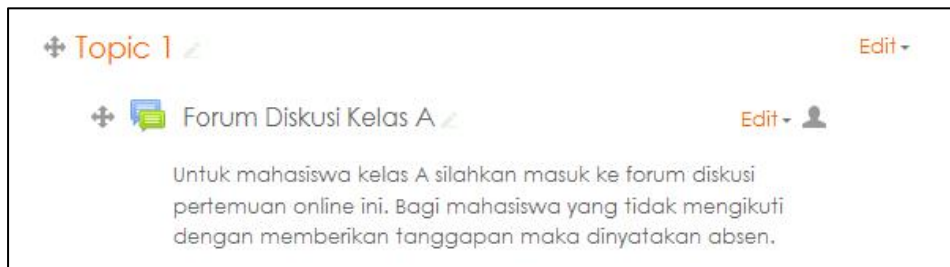 Topic 1 Edit
Forum Diskusi Kelas A Edit
Untuk mahasiswa kelas A silahkan masuk ke forum diskusi
pertemuan online ini. Bagi mahasiswa yang tidak mengikuti
dengan memberikan tanggapan maka dinyatakan absen.